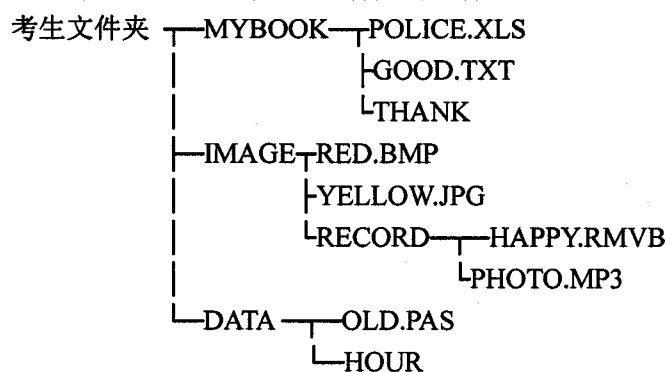 考生文件夹 MYBOOK POLICE.XLS
GOOD.TXT
THANK
IMAGE RED.BMP
YELLOW.JPG
RECORD HAPPY.RMVB
PHOTO.MP3
DATA OLD.PAS
HOUR